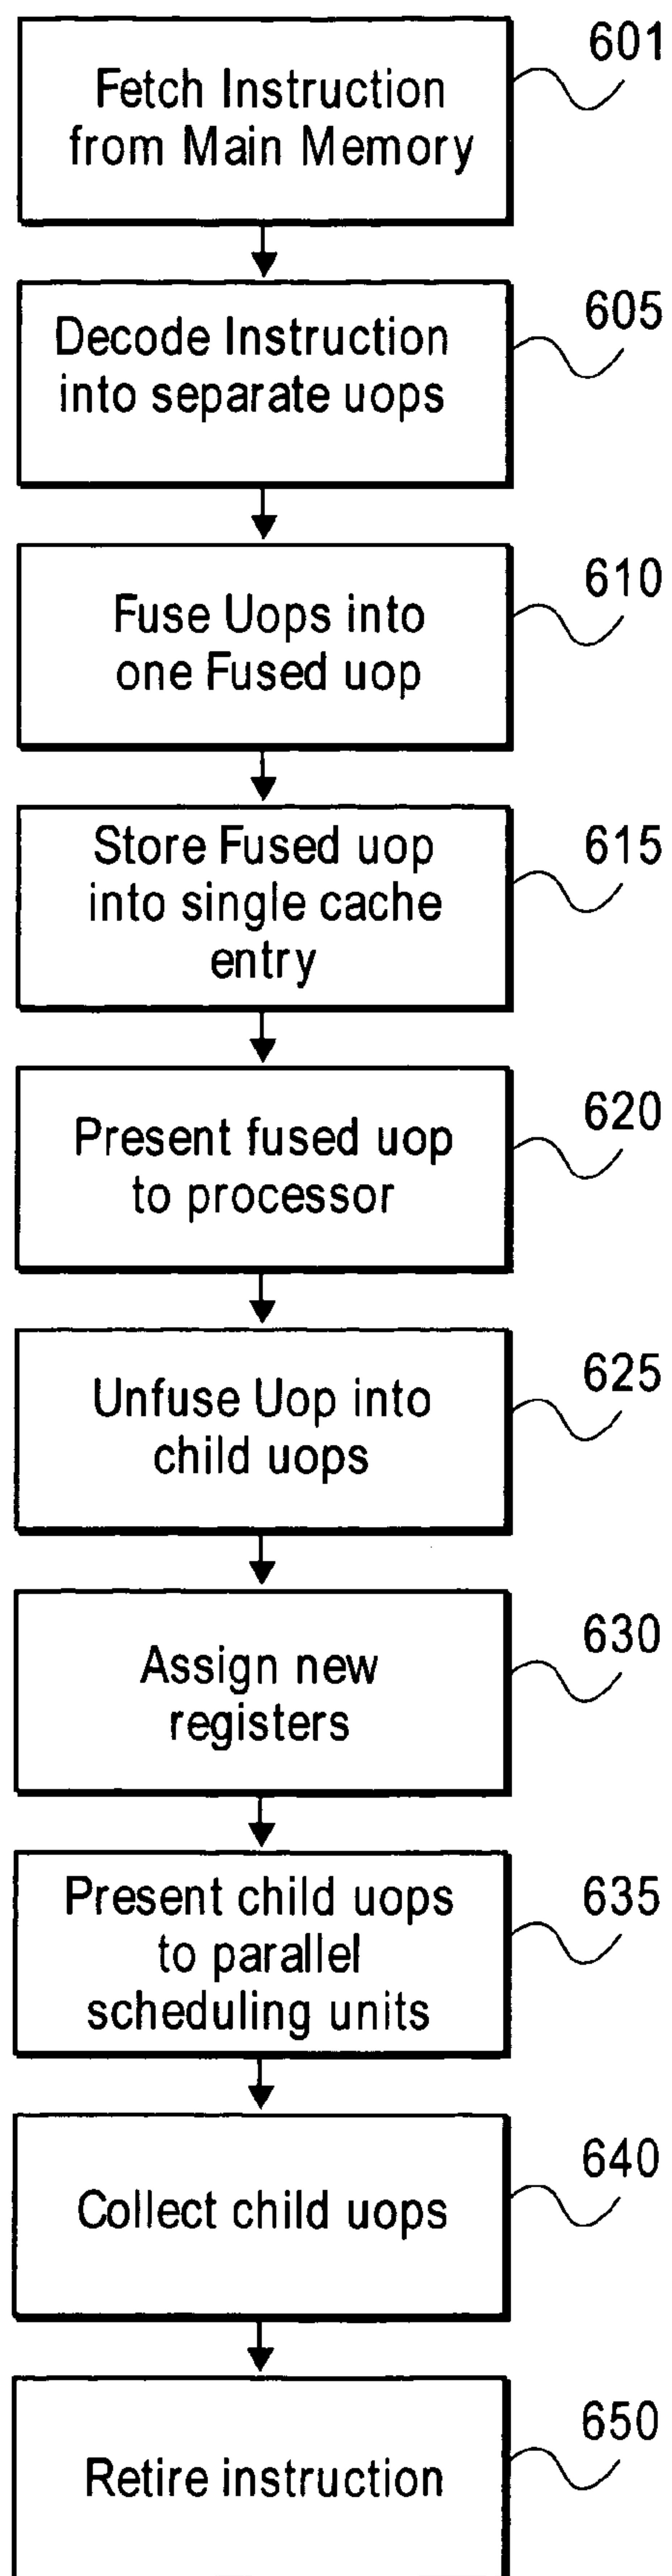 601
Fetch Instruction
from Main Memory
605
Decode Instruction
into separate uops
610
Fuse Uops into
one Fused uop
615
Store Fused uop
into single cache
entry
620
Present fused uop
to processor
625
Unfuse Uop into
child uops
630
Assign new
registers
635
Present child uops
to parallel
scheduling units
640
Collect child uops
650
Retire instruction